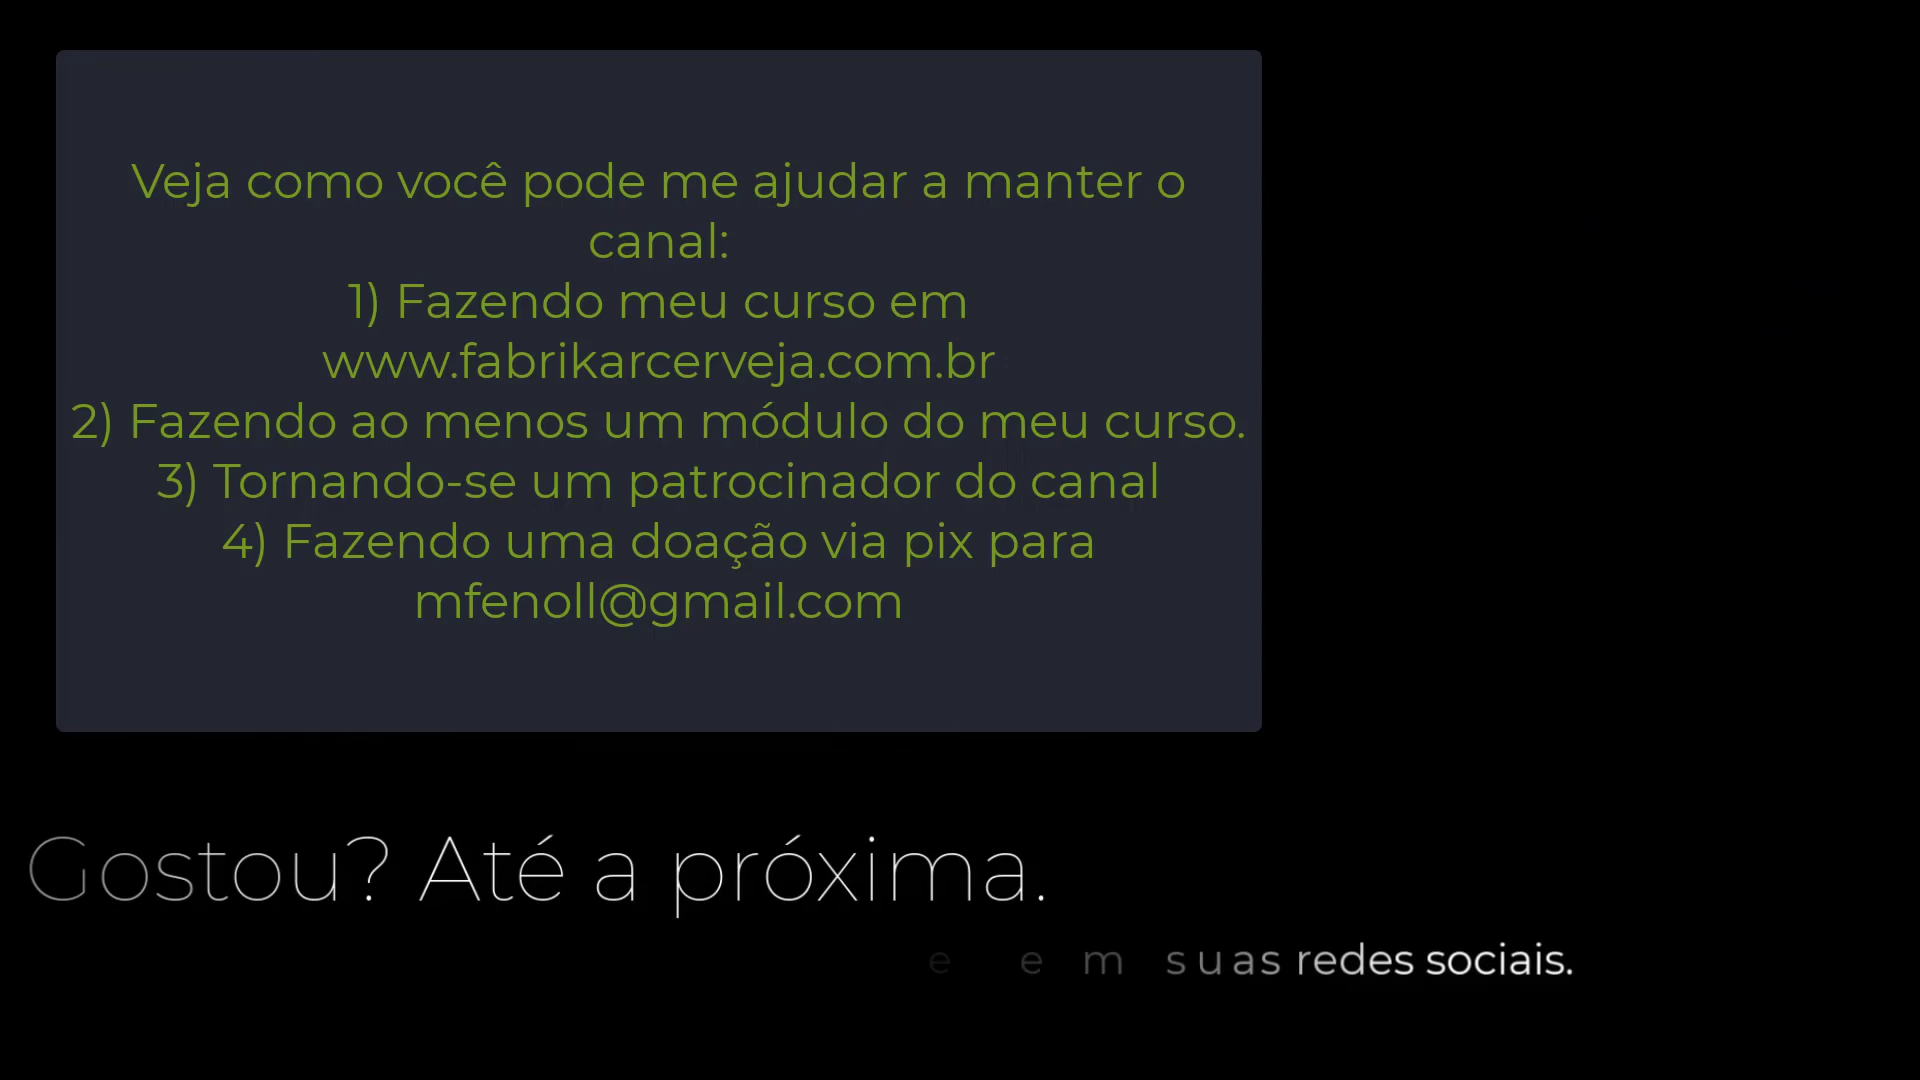 Veja como você pode me ajudar a manter o
canal:
1) Fazendo meu curso em
www.fabrikarcerveja.com.br
2) Fazendo ao menos um módulo do meu curso.
3) Tornando-se um patrocinador do canal
4) Fazendo uma doação via pix para
mfenoll@gmail.com
Gostou? Até a próxima.
e em suas redes sociais.